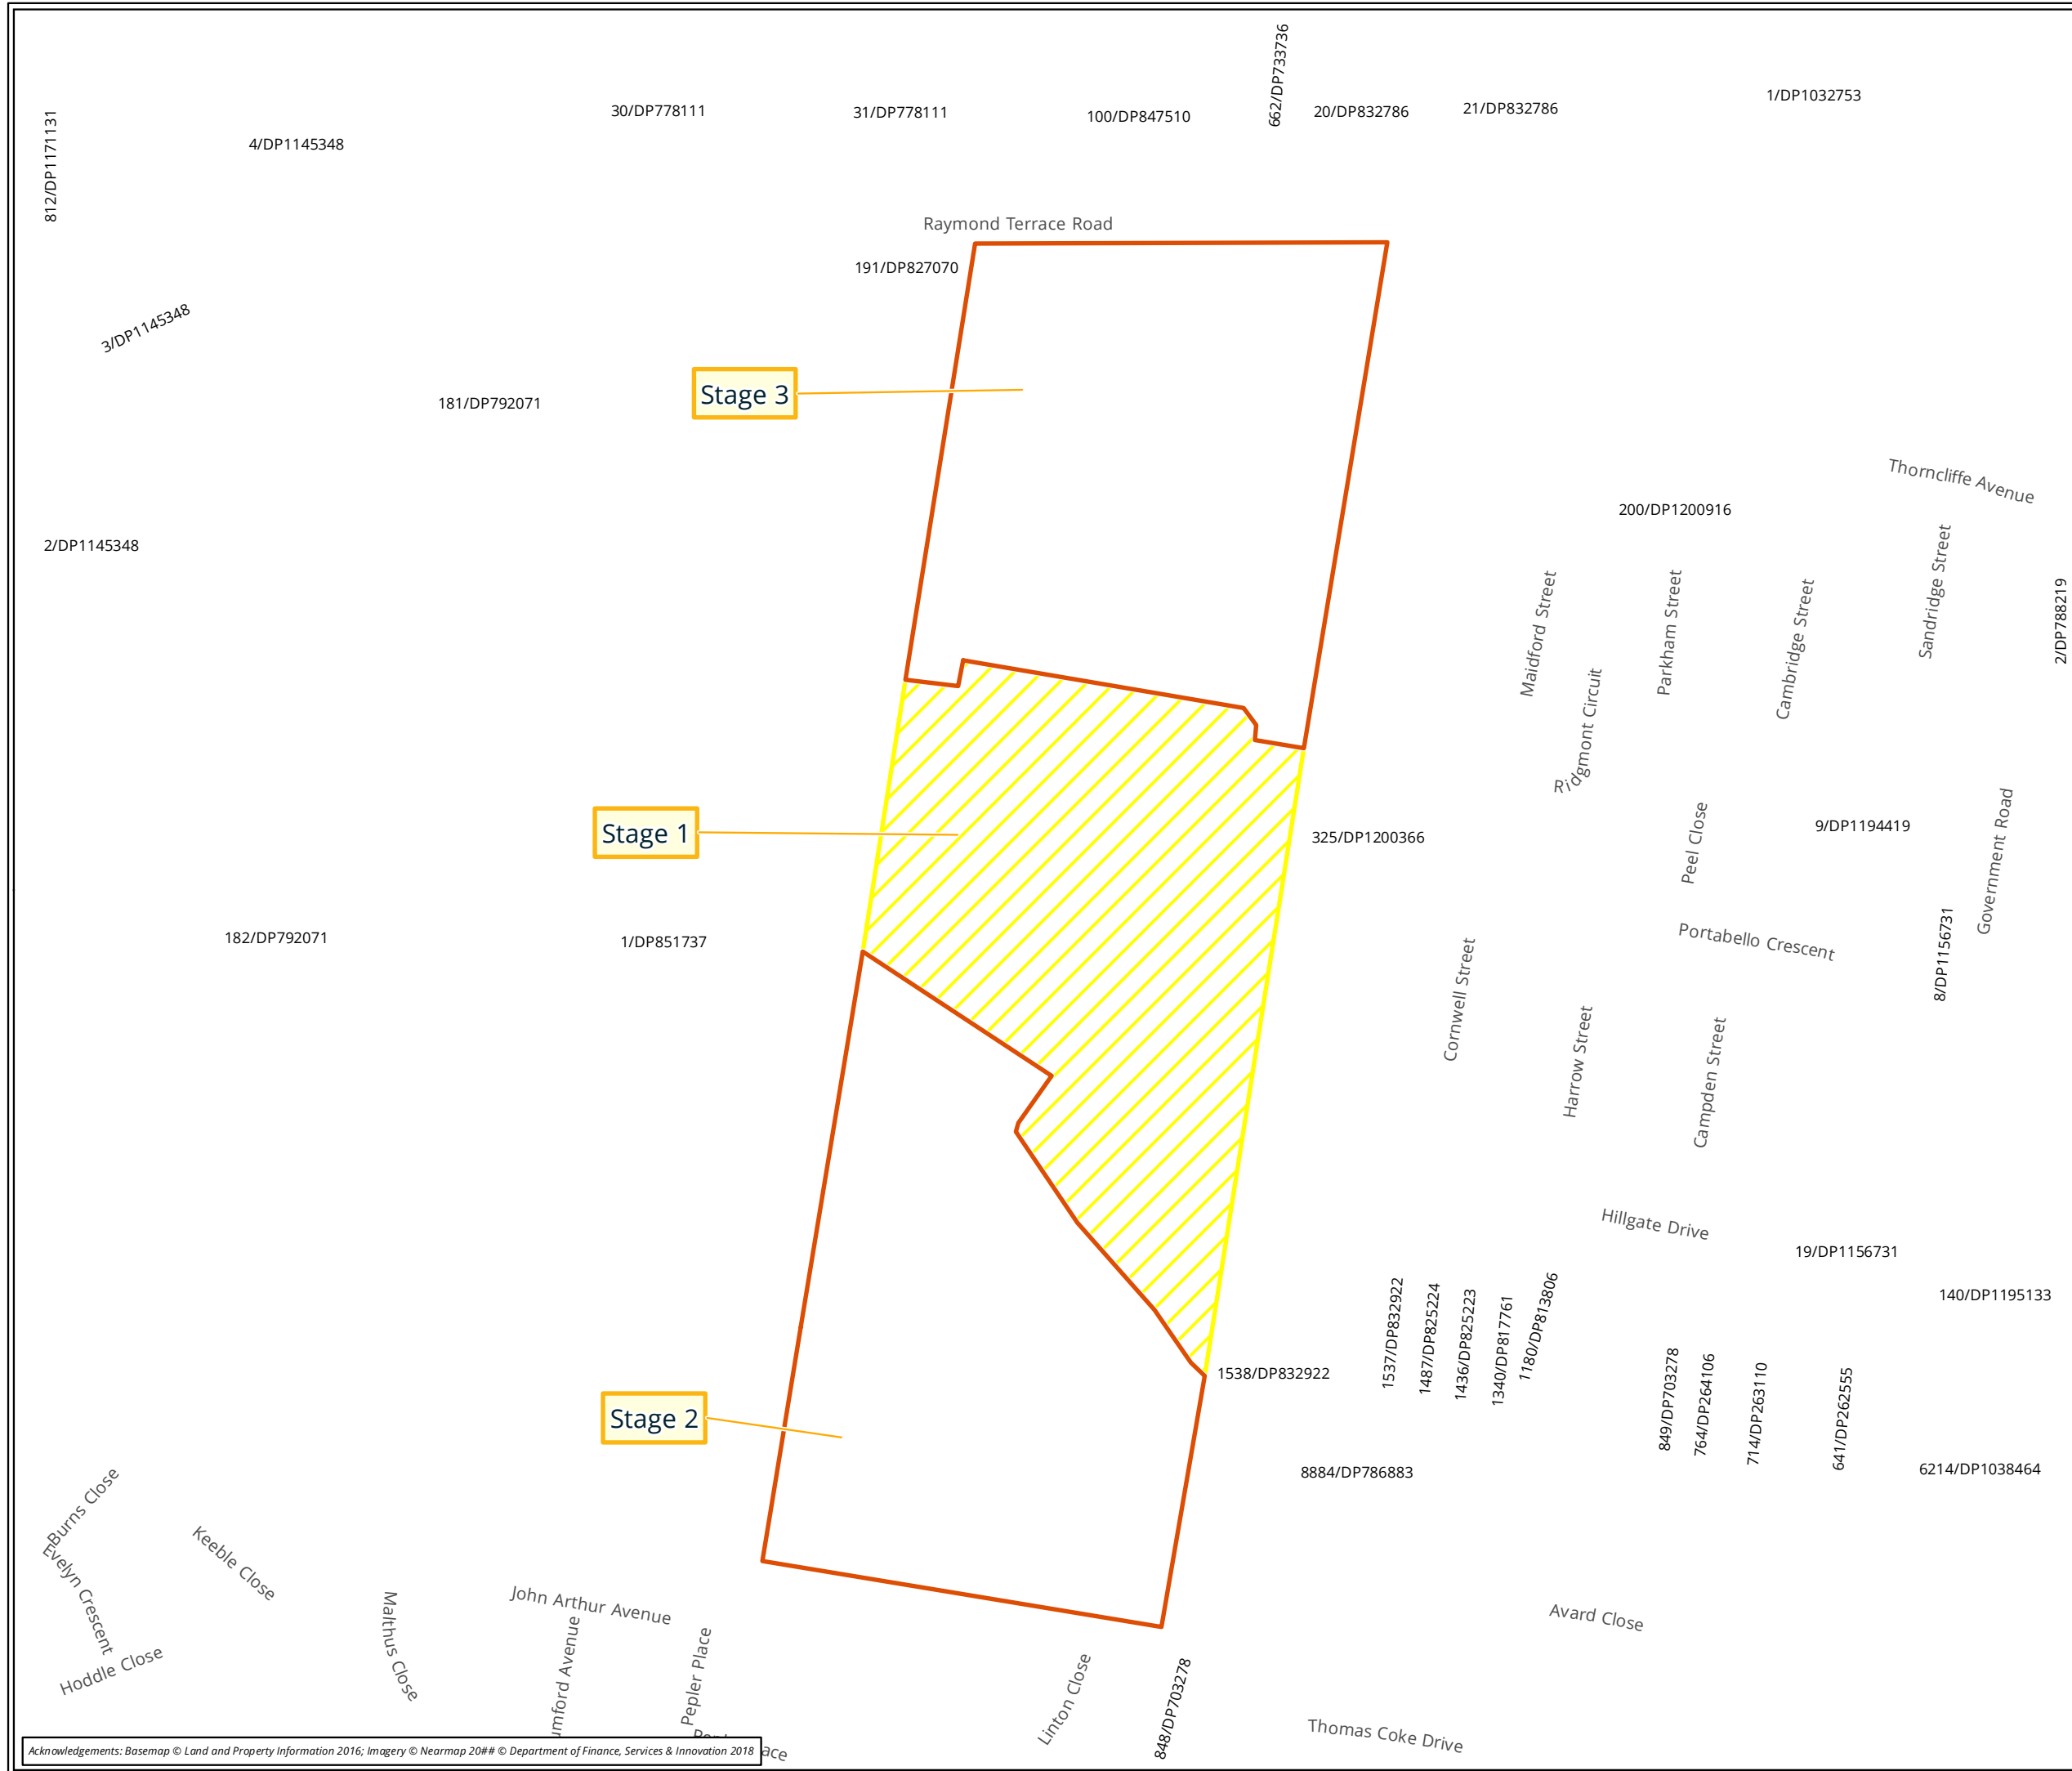 662/DP733736
1/DP1032753
30/DP778111
31/DP778111
100/DP847510
20/DP832786
21/DP832786
812/DP1171131
4/DP1145348
Raymond Terrace Road
191/DP827070
3/DP1145348
Stage 3
181/DP792071
Thorncliffe Avenue
200/DP1200916
2/DP1145348
Sandridge Street
Maidford Street
Parkham Street
Cambridge Street
2/DP788219
Ridgmont Circuit
Stage 1
325/DP1200366
Peel Close
9/DP1194419
Government Road
182/DP792071
1/DP851737
Portabello Crescent
8/DP1156731
Cornwell Street
Harrow Street
Campden Street
Hillgate Drive
19/DP1156731
140/DP1195133
1538/DP832922
1537/DP832922
1487/DP825224
1436/DP825223
1340/DP817761
1180/DP813806
849/DP703278
764/DP264106
714/DP263110
641/DP262555
Stage 2
8884/DP786883
6214/DP1038464
Burns Close
Evelyn Crescent
Keeble Close
Hoddle Close
Malthus Close
John Arthur Avenue
umford Avenue
Pepler Place
Linton Close
848/DP703278
Avard Close
Thomas Coke Drive
Acknowledgements: Basemap © Land and Property Information 2016; Imagery © Nearmap 20## © Department of Finance, Services & Innovation 2018